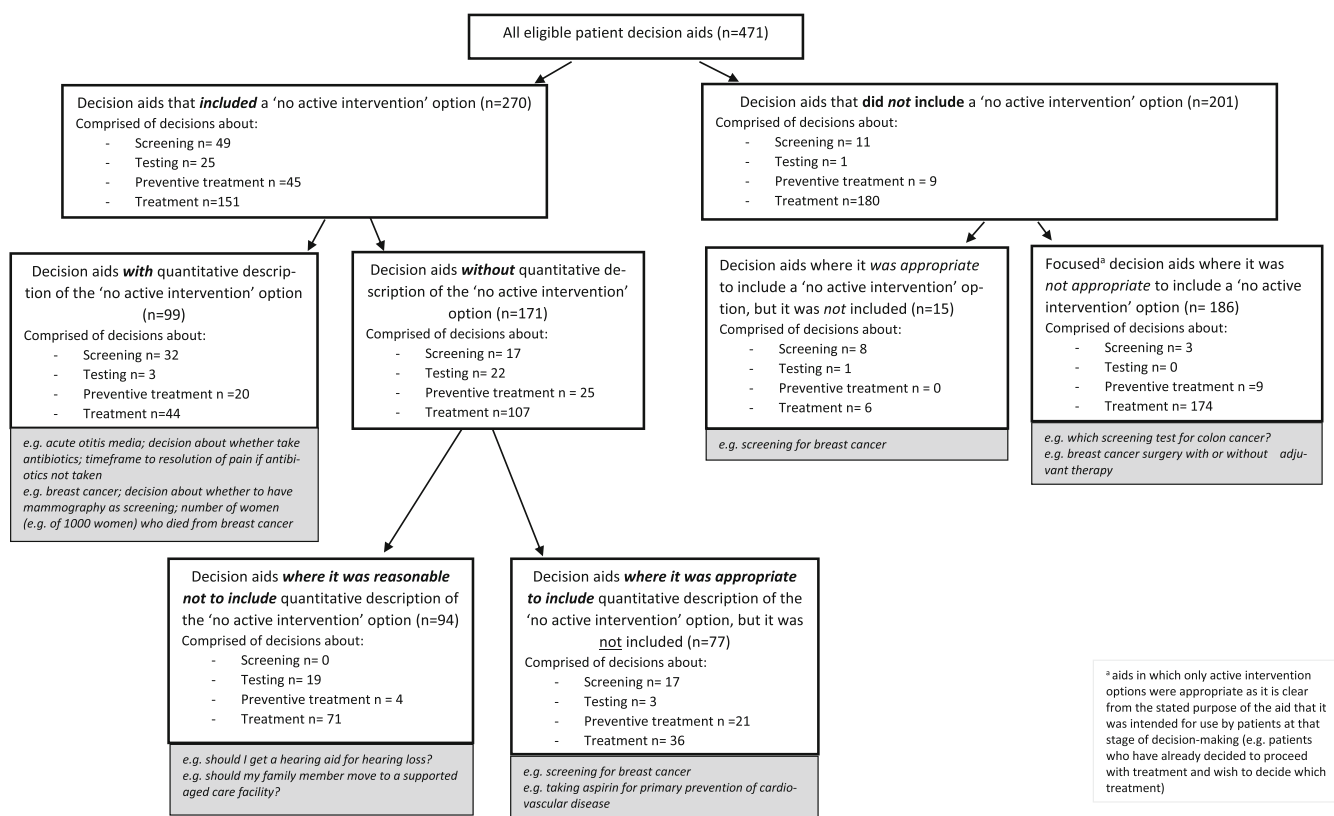 All eligible patient decision aids (n=471)
Decision aids that included a ‘no active intervention’ option (n=270)
Comprised of decisions about:
- Screening n= 49
- Testing n= 25
- Preventive treatment n =45
- Treatment n=151
Decision aids that did not include a ‘no active intervention’ option (n=201)
Comprised of decisions about:
- Screening n= 11
- Testing n= 1
- Preventive treatment n = 9
- Treatment n=180
Decision aids with quantitative descrip-
tion of the ‘no active intervention’ option
(n=99)
Comprised of decisions about:
- Screening n= 32
- Testing n= 3
- Preventive treatment n =20
- Treatment n=44
e.g. acute otitis media; decision about whether take
antibiotics; timeframe to resolution of pain if antibi-
otics not taken
e.g. breast cancer; decision about whether to have
mammography as screening; number of women
(e.g. of 1000 women) who died from breast cancer
Decision aids without quantitative de-
scription of the ‘no active intervention’
option (n=171)
Comprised of decisions about:
- Screening n= 17
- Testing n= 22
- Preventive treatment n = 25
- Treatment n=107
Decision aids where it was appropriate
to include a ‘no active intervention’ op-
tion, but it was not included (n=15)
Comprised of decisions about:
- Screening n= 8
- Testing n= 1
- Preventive treatment n = 0
- Treatment n= 6
e.g. screening for breast cancer
Focusedᵃ decision aids where it was
not appropriate to include a ‘no active
intervention’ option (n= 186)
Comprised of decisions about:
- Screening n= 3
- Testing n= 0
- Preventive treatment n =9
- Treatment n= 174
e.g. which screening test for colon cancer?
e.g. breast cancer surgery with or without adju-
vant therapy
Decision aids where it was reasonable
not to include quantitative description of
the ‘no active intervention’ option (n=94)
Comprised of decisions about:
- Screening n= 0
- Testing n= 19
- Preventive treatment n = 4
- Treatment n= 71
e.g. should I get a hearing aid for hearing loss?
e.g. should my family member move to a supported
aged care facility?
Decision aids where it was appropriate
to include quantitative description of the
‘no active intervention’ option, but it was
not included (n=77)
Comprised of decisions about:
- Screening n= 17
- Testing n= 3
- Preventive treatment n =21
- Treatment n= 36
e.g. screening for breast cancer
e.g. taking aspirin for primary prevention of cardio-
vascular disease
ᵃ aids in which only active intervention
options were appropriate as it is clear
from the stated purpose of the aid that it
was intended for use by patients at that
stage of decision-making (e.g. patients
who have already decided to proceed
with treatment and wish to decide which
treatment)